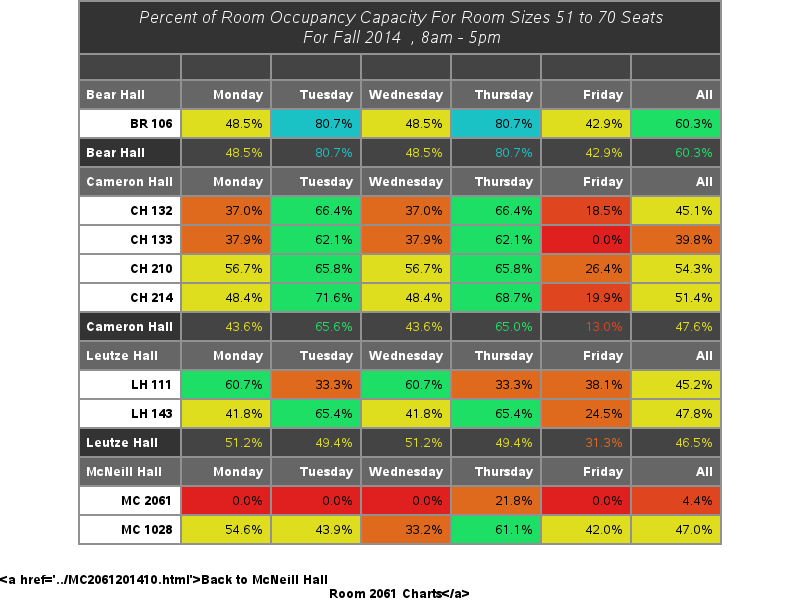 Percent of Room Occupancy Capacity For Room Sizes 51 to 70 Seats
For Fall 2014 , 8am - 5pm
Bear Hall Monday Tuesday Wednesday Thursday Friday All
BR 106 48.5% 80.7% 48.5% 80.7% 42.9% 60.3%
Bear Hall 48.5% 80.7% 48.5% 80.7% 42.9% 60.3%
Cameron Hall Monday Tuesday Wednesday Thursday Friday All
CH 132 37.0% 66.4% 37.0% 66.4% 18.5% 45.1%
CH 133 37.9% 62.1% 37.9% 62.1% 0.0% 39.8%
CH 210 56.7% 65.8% 56.7% 65.8% 26.4% 54.3%
CH 214 48.4% 71.6% 48.4% 68.7% 19.9% 51.4%
Cameron Hall 43.6% 65.6% 43.6% 65.0% 13.0% 47.6%
Leutze Hall Monday Tuesday Wednesday Thursday Friday All
LH 111 60.7% 33.3% 60.7% 33.3% 38.1% 45.2%
LH 143 41.8% 65.4% 41.8% 65.4% 24.5% 47.8%
Leutze Hall 51.2% 49.4% 51.2% 49.4% 31.3% 46.5%
McNeill Hall Monday Tuesday Wednesday Thursday Friday All
MC 2061 0.0% 0.0% 0.0% 21.8% 0.0% 4.4%
MC 1028 54.6% 43.9% 33.2% 61.1% 42.0% 47.0%
<a href='../MC2061201410.html'>Back to McNeill Hall
Room 2061 Charts</a>